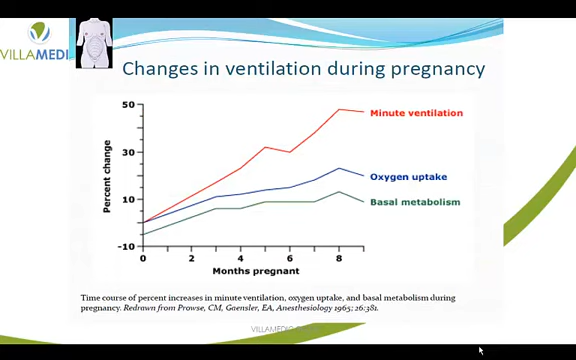 VILLAMEDI
Changes in ventilation during pregnancy
50
30
10
-10
Percent change
0
2
4
6
8
Months pregnant
Minute ventilation
Oxygen uptake
Basal metabolism
Time course of percent increases in minute ventilation, oxygen uptake, and basal metabolism during
pregnancy. Redrawn from Prowse, CM, Gaensler, EA, Anesthesiology 1965; 26:381.